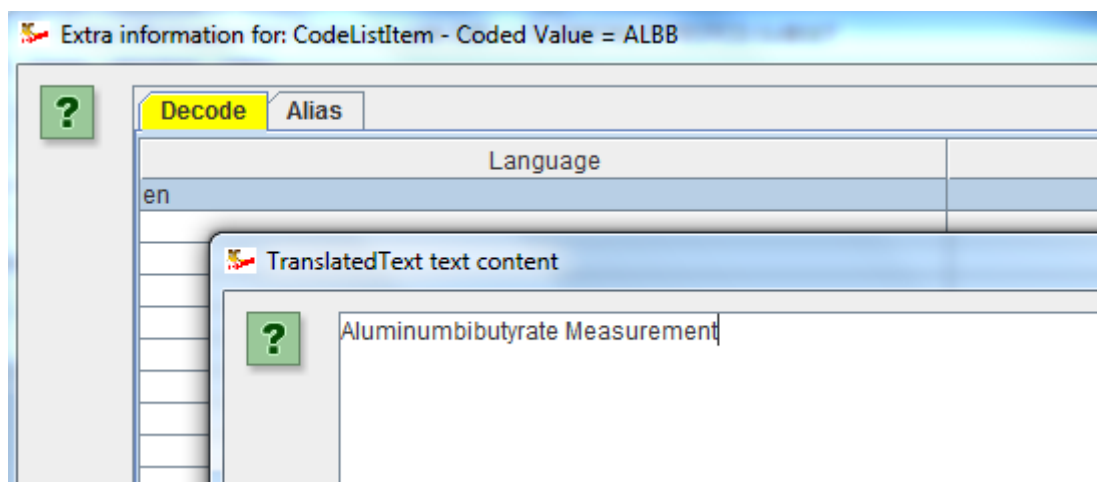 Extra information for: CodeListItem - Coded Value = ALBB
?
Decode
Alias
Language
en
TranslatedText text content
?
Aluminumbibutyrate Measurement